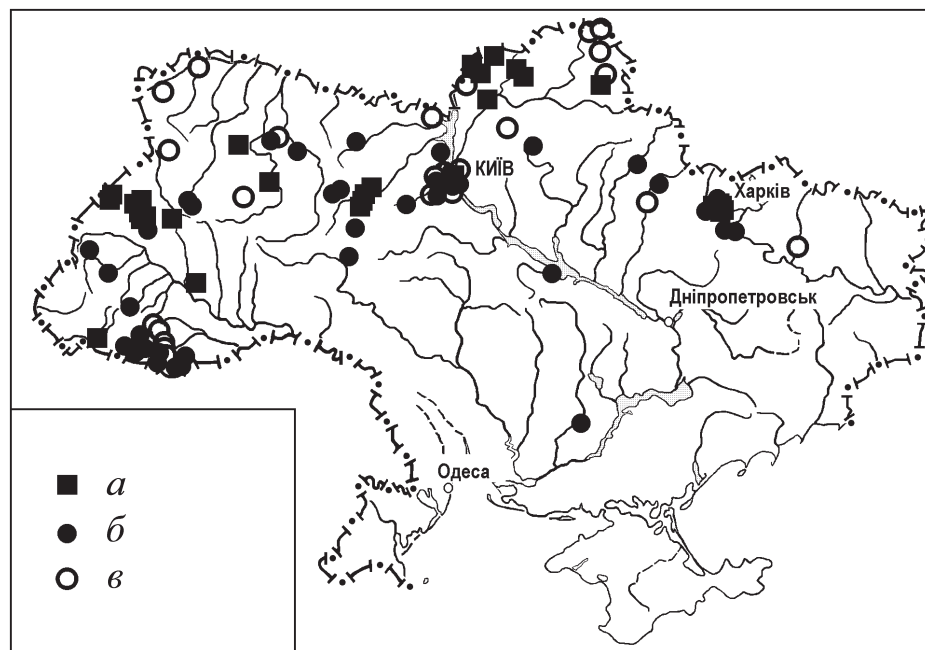 КИЇВ
Харків
Дніпропетровськ
Одеса
а
б
в